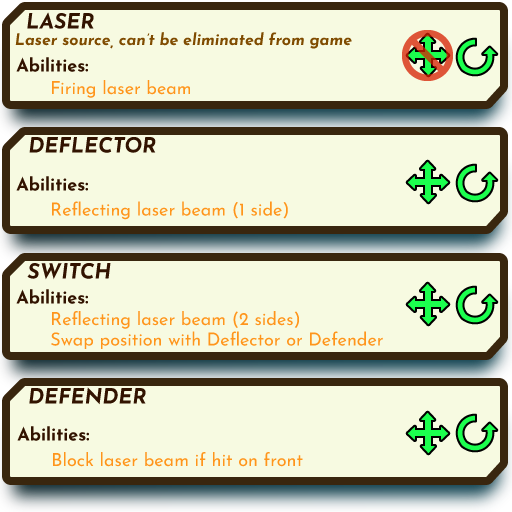 LASER
Laser source, can't be eliminated from game
Abilities:
Firing laser beam
DEFLECTOR
Abilities:
Reflecting laser beam (1 side)
SWITCH
Abilities:
Reflecting laser beam (2 sides)
Swap position with Deflector or Defender
DEFENDER
Abilities:
Block laser beam if hit on front